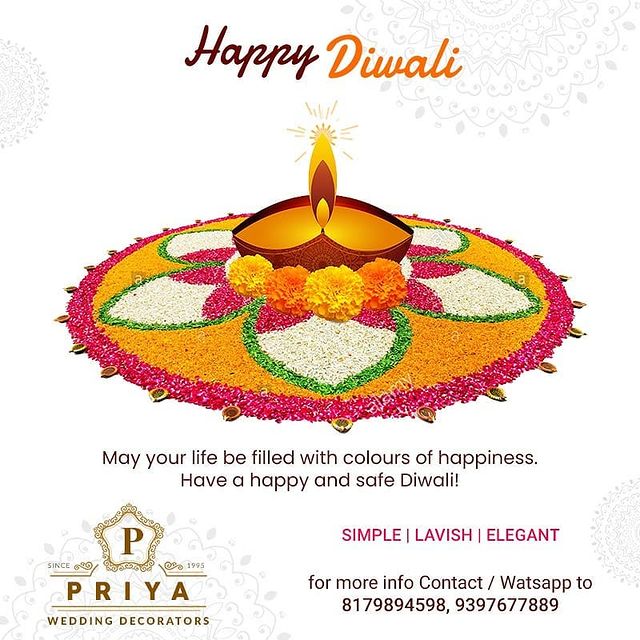 Happy Diwali
May your life be filled with colours of happiness.
Have a happy and safe Diwali!
P
SINCE 1995
PRIYA
WEDDING DECORATORS
SIMPLE | LAVISH | ELEGANT
for more info Contact / Watsapp to
8179894598, 9397677889